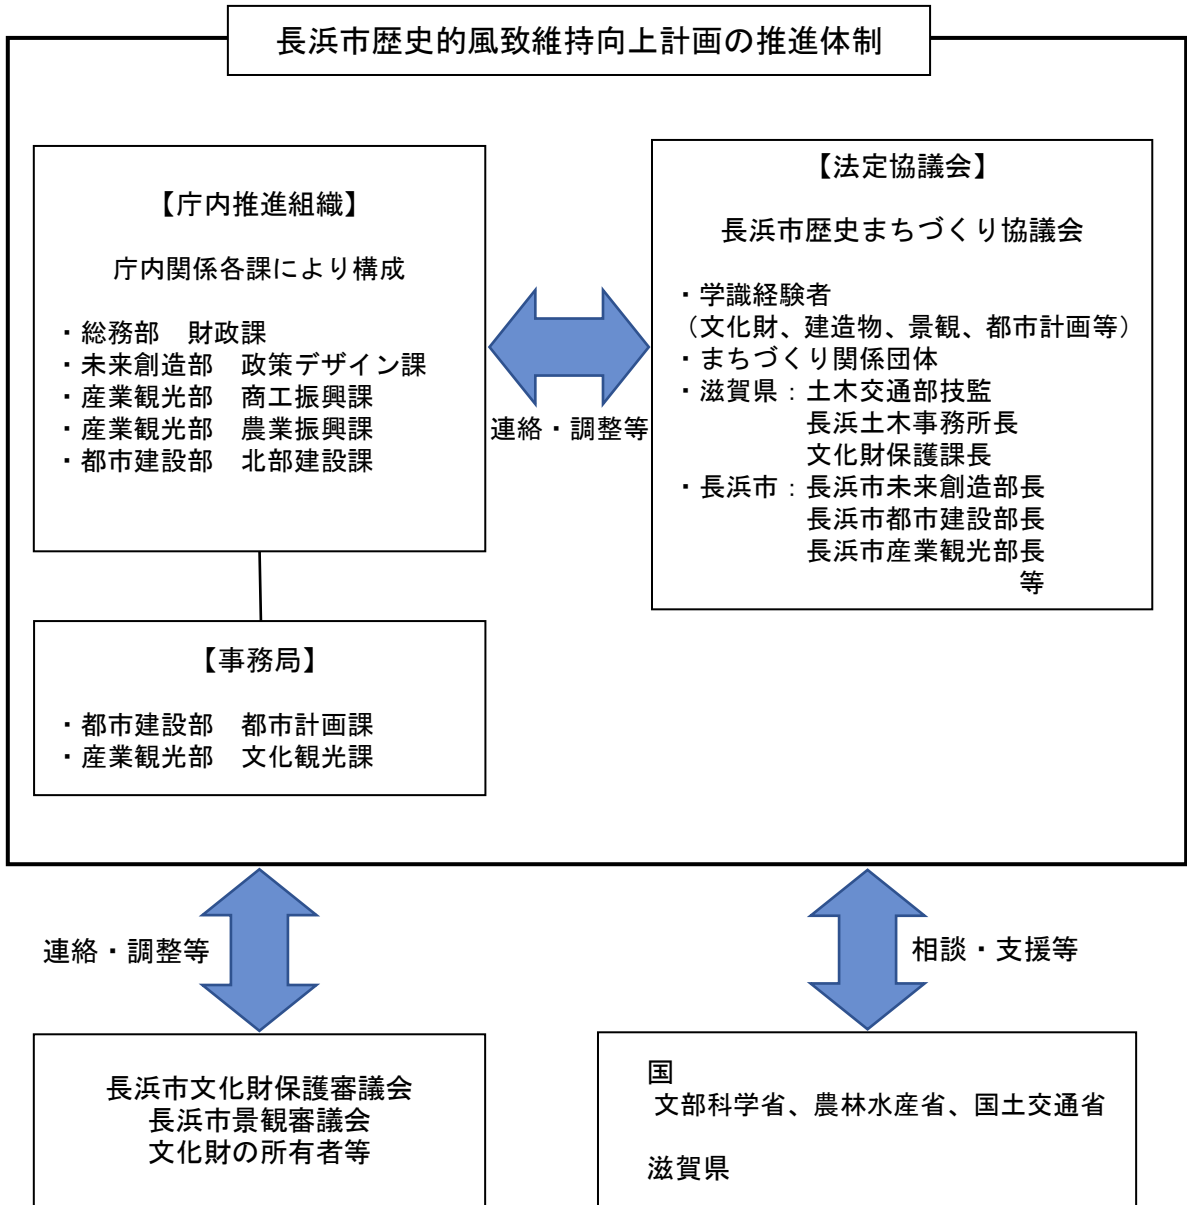 長浜市歴史的風致維持向上計画の推進体制
【庁内推進組織】
庁内関係各課により構成
・総務部　財政課
・未来創造部　政策デザイン課
・産業観光部　商工振興課
・産業観光部　農業振興課
・都市建設部　北部建設課
連絡・調整等
【法定協議会】
長浜市歴史まちづくり協議会
・学識経験者
（文化財、建造物、景観、都市計画等）
・まちづくり関係団体
・滋賀県：土木交通部技監
長浜土木事務所長
文化財保護課長
・長浜市：長浜市未来創造部長
長浜市都市建設部長
長浜市産業観光部長
等
【事務局】
・都市建設部　都市計画課
・産業観光部　文化観光課
連絡・調整等
相談・支援等
長浜市文化財保護審議会
長浜市景観審議会
文化財の所有者等
国
文部科学省、農林水産省、国土交通省
滋賀県